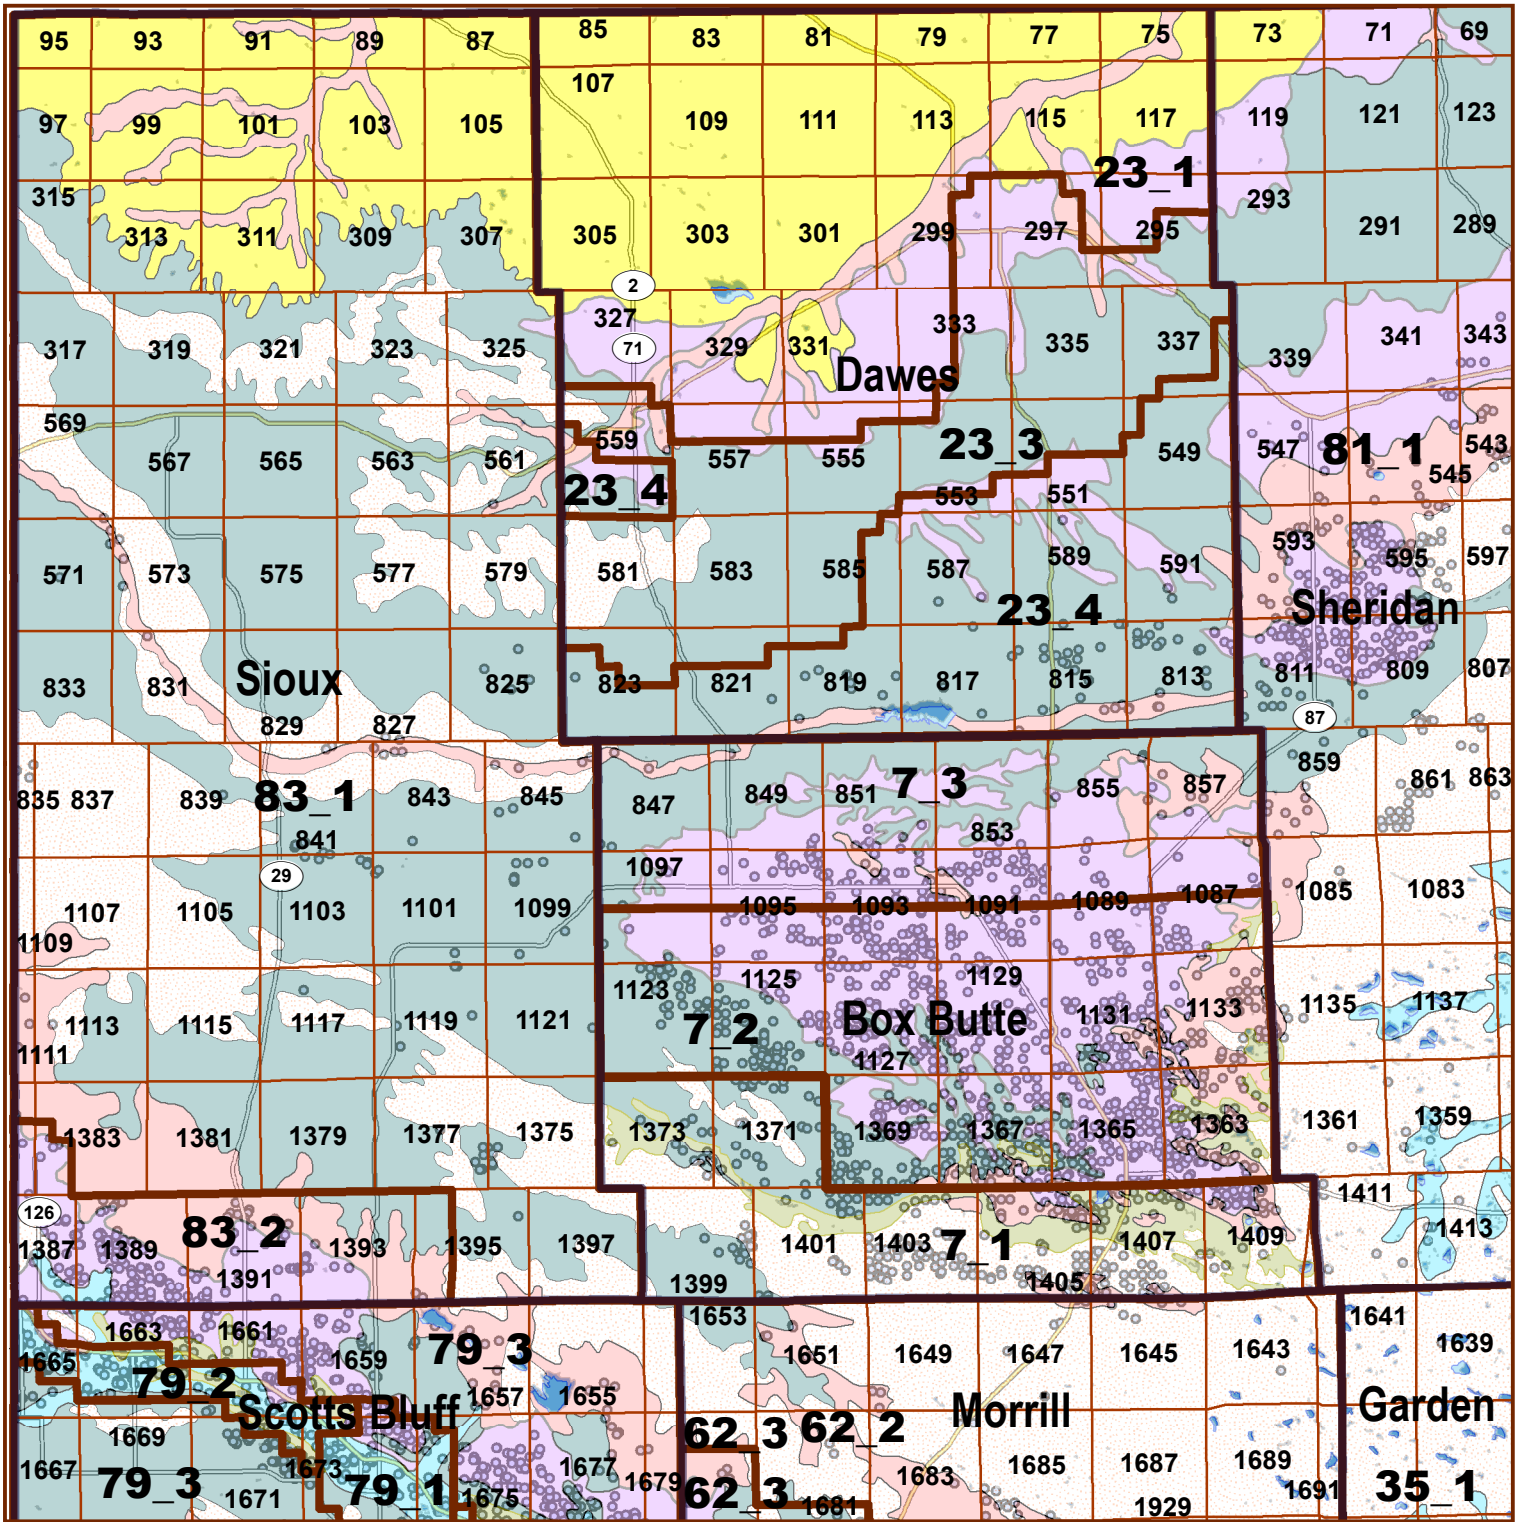 95 93 91 89 87 85 83 81 79 77 75 73 71 69
107
97 99 101 103 105 109 111 113 115 117 119 121 123
23_1
315 293
313 311 309 307 305 303 301 299 297 295 291 289
2
327 333
317 319 321 323 325 71 329 331 335 337 339 341 343
Dawes
569
559 23_3 547 81_1 543
567 565 563 561 557 555 549 545
23_4 553 551
593
571 573 575 577 579 581 583 585 587 589 591 595 597
23_4 Sheridan
833 831 Sioux 825 823 821 819 817 815 813 811 809 807
829 827 87
859
835 837 839 83_1 843 845 847 849 851 7_3 855 857 861 863
841 853
1097
29
1107 1105 1103 1101 1099 1095 1093 1091 1089 1087 1085 1083
1109
1123 1125 1129
1113 1115 1117 1119 1121 7_2 Box Butte 1131 1133 1135 1137
1111 1127
1383 1381 1379 1377 1375 1373 1371 1369 1367 1365 1363 1361 1359
1411
126
1387 1389 83_2 1393 1395 1397 1401 1403 7_1 1407 1409 1413
1391 1399 1405
1653 1641
1663 1661
1665 1659 79_3 1651 1649 1647 1645 1643 1639
79_2 1657 1655
Scotts Bluff Morrill Garden
1669 62_3 62_2
1667 1673 1677 1679 1683 1685 1687 1689
79_3 1671 79_1 1675 62_3 1681 1929 1691 35_1